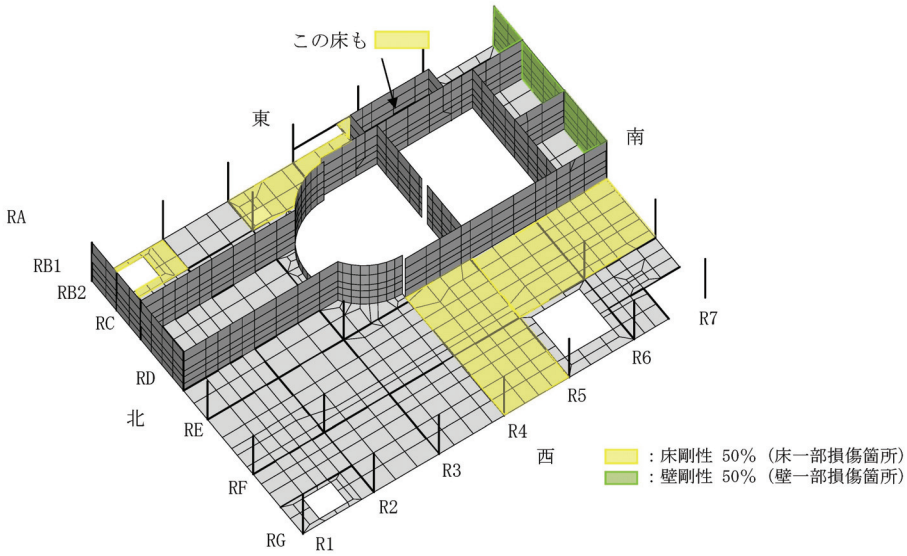 この床も
東
南
RA
RB1
RB2
RC
RD
北
RE
RF
RG
R1
R2
R3
R4
R5
R6
R7
西
：床剛性 50%（床一部損傷箇所）
：壁剛性 50%（壁一部損傷箇所）